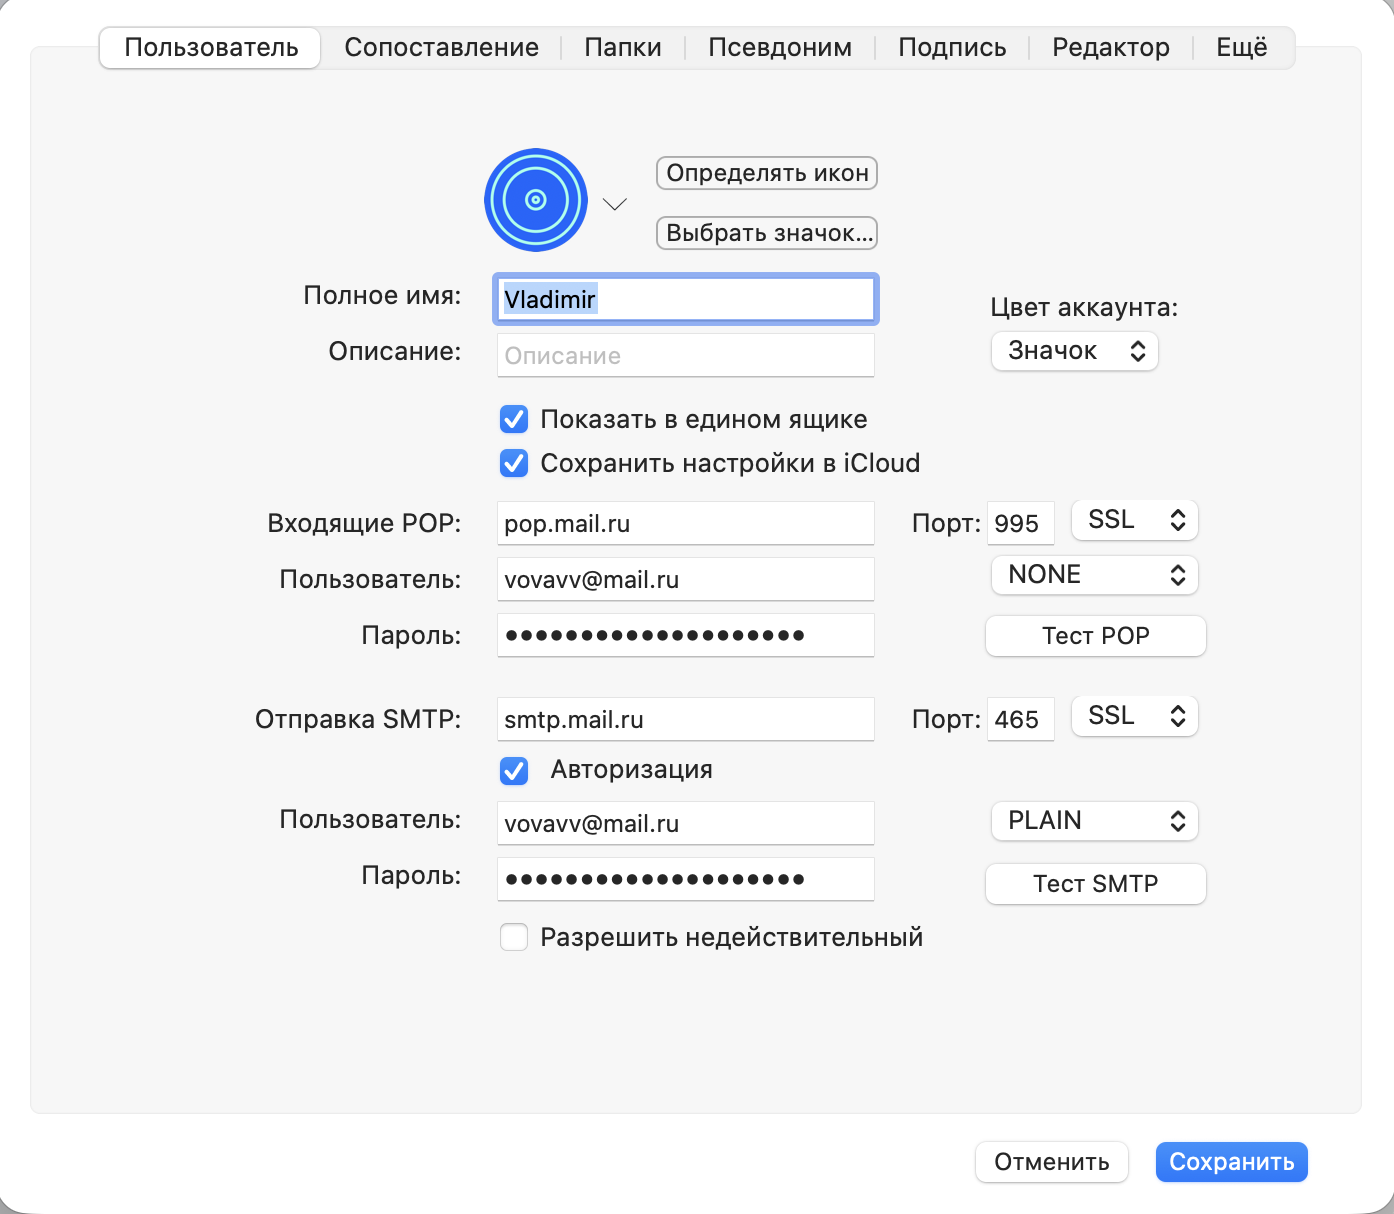 Пользователь Сопоставление Папки Псевдоним Подпись Редактор Ещё
Определять икон
Выбрать значок...
Полное имя: Vladimir
Цвет аккаунта:
Описание: Описание
Значок
Показать в едином ящике
Сохранить настройки в iCloud
Входящие POP: pop.mail.ru Порт: 995 SSL
Пользователь: vovavv@mail.ru NONE
Пароль: ●●●●●●●●●●●●●●●●●●●● Тест POP
Отправка SMTP: smtp.mail.ru Порт: 465 SSL
Авторизация
Пользователь: vovavv@mail.ru PLAIN
Пароль: ●●●●●●●●●●●●●●●●●●●● Тест SMTP
Разрешить недействительный
Отменить Сохранить